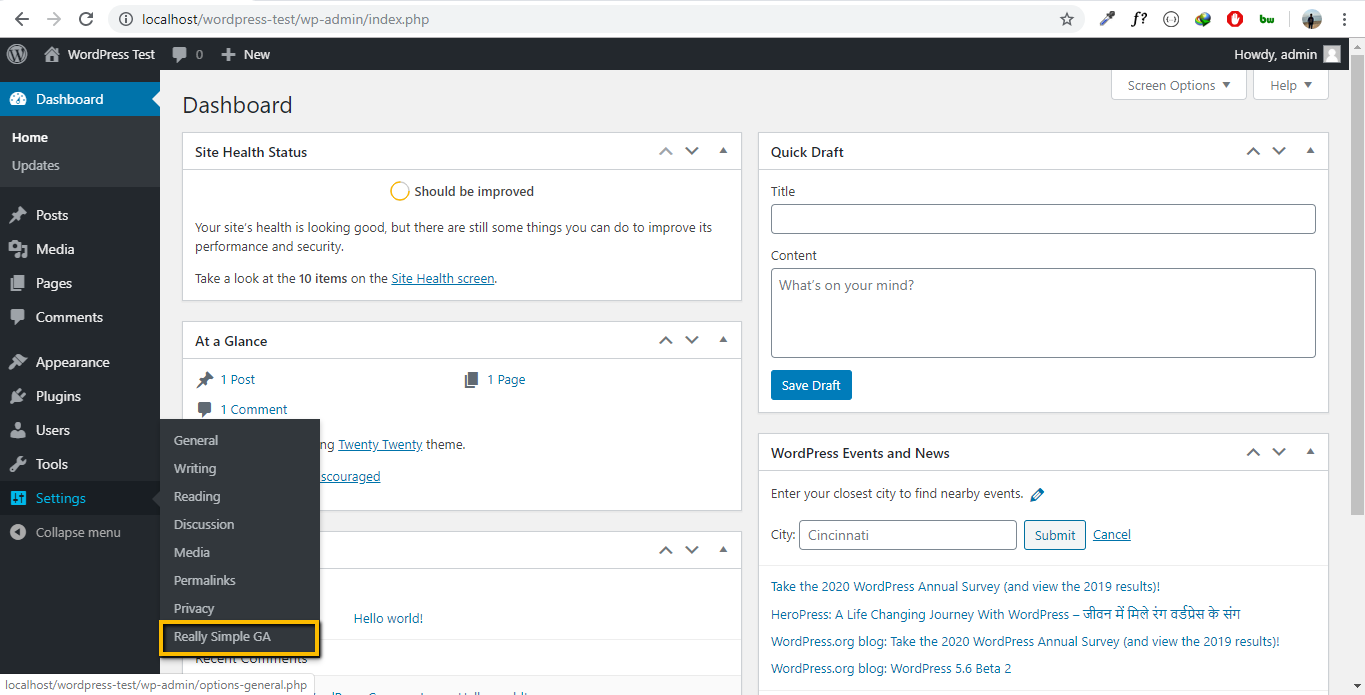 localhost/wordpress-test/wp-admin/index.php
f?
bw
WordPress Test
0
New
Howdy, admin
Dashboard
Home
Updates
Posts
Media
Pages
Comments
Appearance
Plugins
Users
Tools
Settings
Collapse menu
General
Writing
Reading
Discussion
Media
Permalinks
Privacy
Really Simple GA
Screen Options
Help
Dashboard
Site Health Status
Should be improved
Your site's health is looking good, but there are still some things you can do to improve its
performance and security.
Take a look at the 10 items on the Site Health screen.
At a Glance
1 Post
1 Page
1 Comment
ng Twenty Twenty theme.
scouraged
Hello world!
Recent Comments
Quick Draft
Title
Content
What's on your mind?
Save Draft
WordPress Events and News
Enter your closest city to find nearby events.
City: Cincinnati Submit Cancel
Take the 2020 WordPress Annual Survey (and view the 2019 results)!
HeroPress: A Life Changing Journey With WordPress – जीवन में मिले रंग वर्डप्रेस के संग
WordPress.org blog: Take the 2020 WordPress Annual Survey (and view the 2019 results)!
WordPress.org blog: WordPress 5.6 Beta 2
localhost/wordpress-test/wp-admin/options-general.php